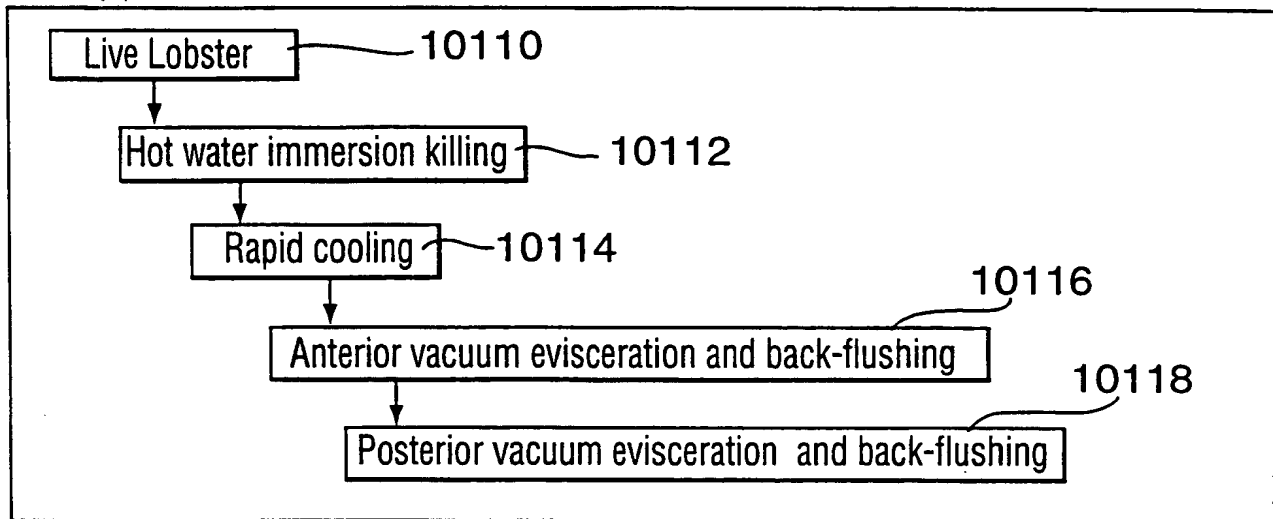 Live Lobster 10110
Hot water immersion killing 10112
Rapid cooling 10114
10116
Anterior vacuum evisceration and back-flushing
10118
Posterior vacuum evisceration and back-flushing